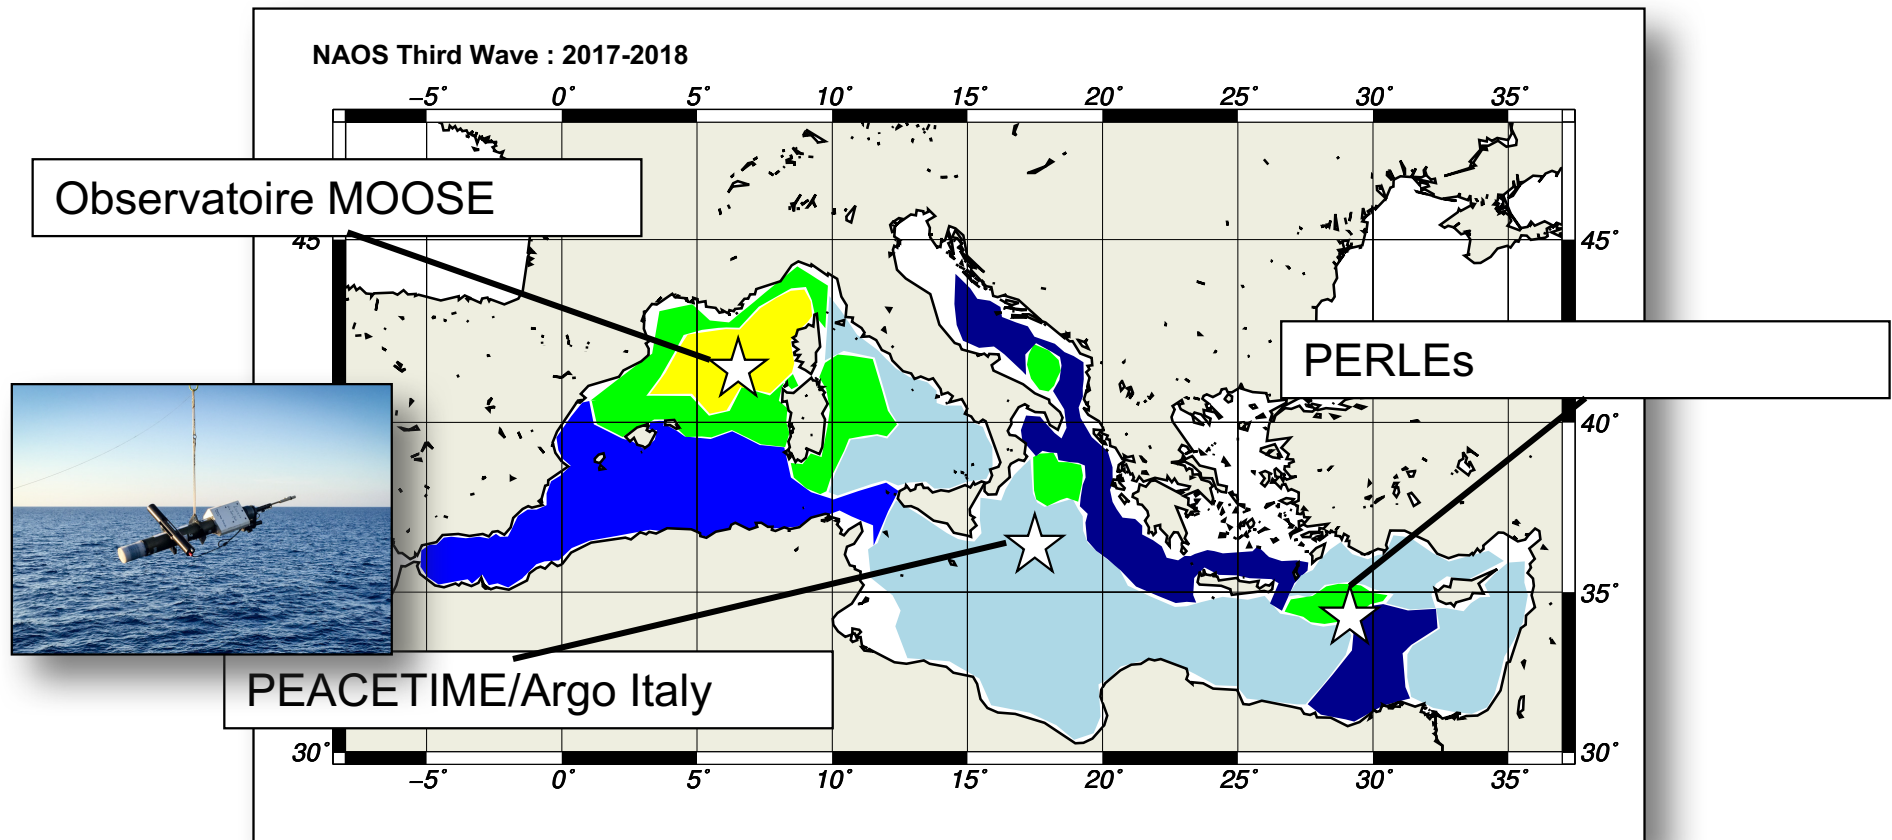 NAOS Third Wave : 2017-2018
−5˚ 0˚ 5˚ 10˚ 15˚ 20˚ 25˚ 30˚ 35˚
Observatoire MOOSE
45 45˚
PERLEs
40˚
35˚
PEACETIME/Argo Italy
30˚ 30˚
−5˚ 0˚ 5˚ 10˚ 15˚ 20˚ 25˚ 30˚ 35˚